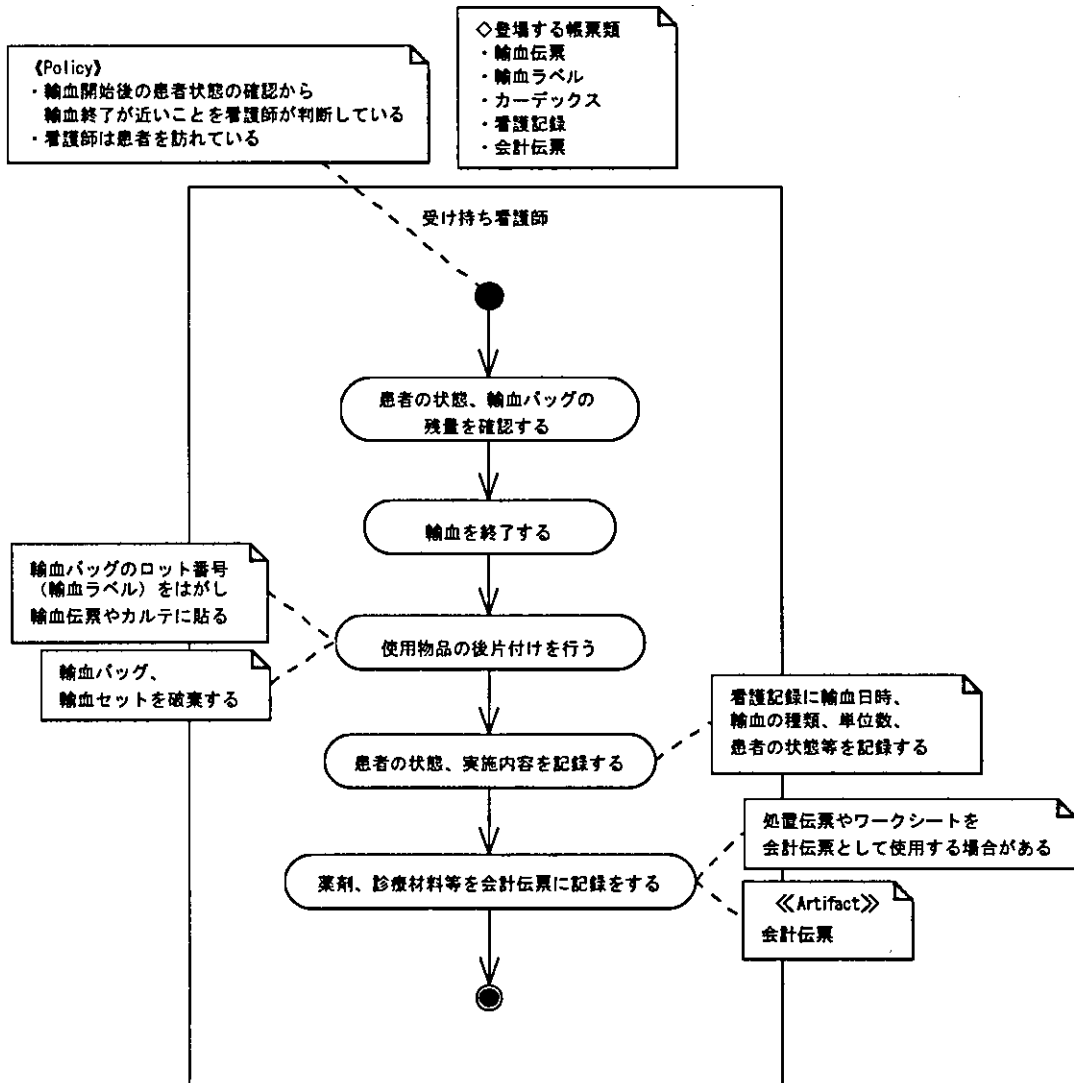 ◇登場する帳票類
・輸血伝票
・輸血ラベル
・カーデックス
・看護記録
・会計伝票
《Policy》
・輸血開始後の患者状態の確認から
輸血終了が近いことを看護師が判断している
・看護師は患者を訪れている
受け持ち看護師
患者の状態、輸血バッグの
残量を確認する
輸血を終了する
輸血バッグのロット番号
（輸血ラベル）をはがし
輸血伝票やカルテに貼る
使用物品の後片付けを行う
輸血バッグ、
輸血セットを破棄する
看護記録に輸血日時、
輸血の種類、単位数、
患者の状態等を記録する
患者の状態、実施内容を記録する
処置伝票やワークシートを
会計伝票として使用する場合がある
薬剤、診療材料等を会計伝票に記録をする
≪Artifact≫
会計伝票